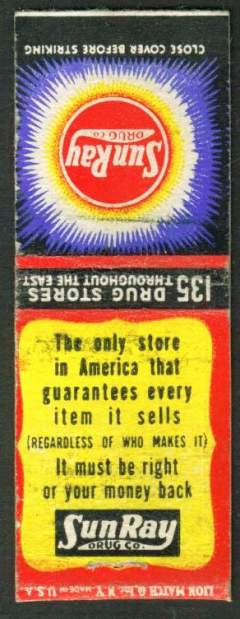 CLOSE COVER BEFORE STRIKING
SunRay
DRUG CO
135 DRUG STORES
THROUGHOUT THE EAST
The only store
in America that
guarantees every
item it sells
(REGARDLESS OF WHO MAKES IT)
It must be right
or your money back
SunRay
DRUG CO.
LION MATCH CO., Inc., N.Y. MADE IN U.S.A.